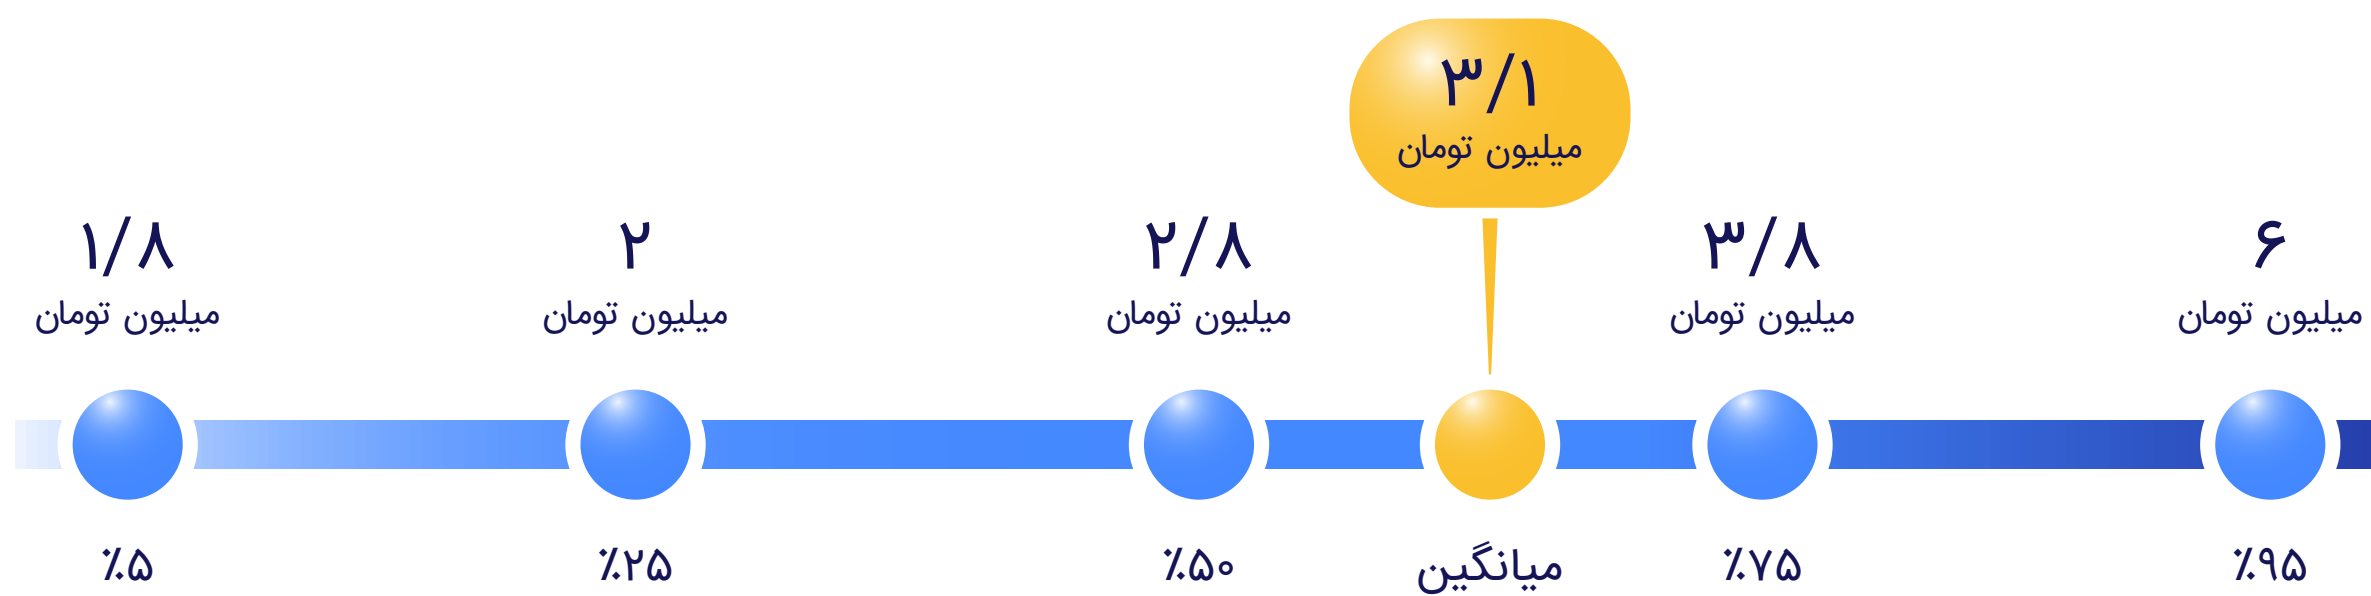 ۳/۱
میلیون تومان
۱/۸
میلیون تومان
۲
میلیون تومان
۲/۸
میلیون تومان
۳/۸
میلیون تومان
۶
میلیون تومان
٪۵
٪۲۵
٪۵۰
میانگین
٪۷۵
٪۹۵